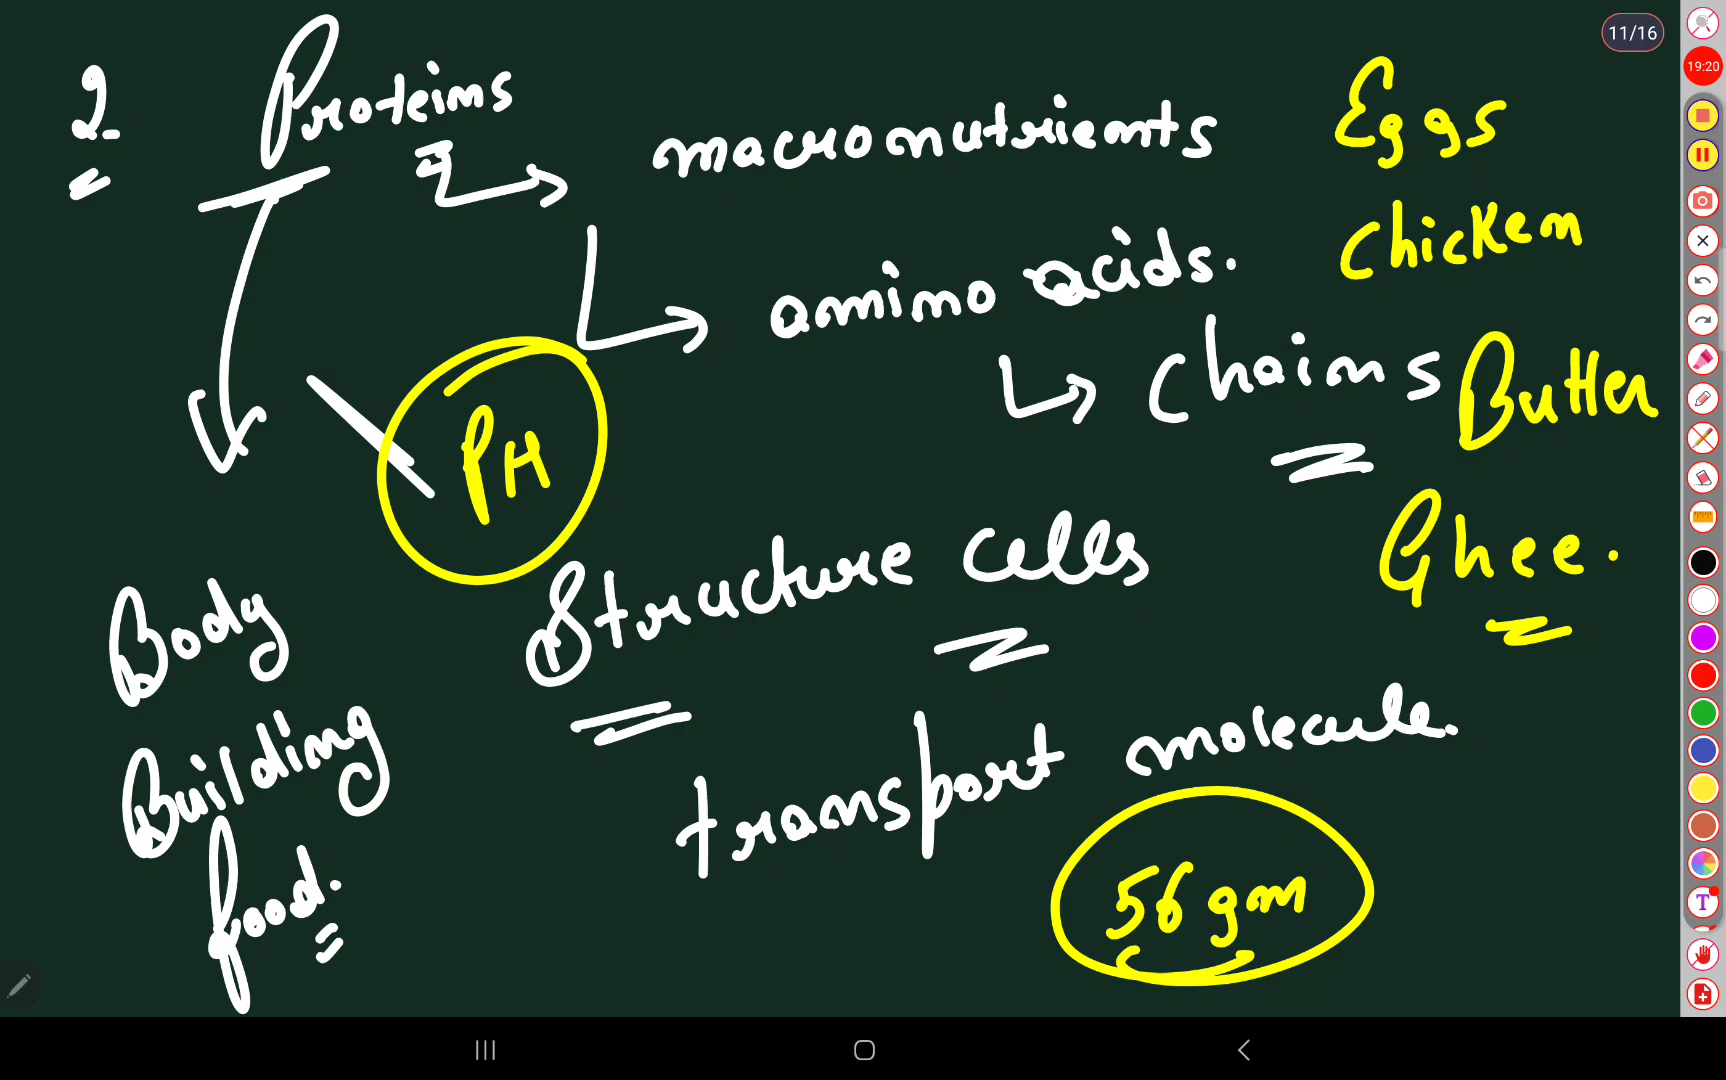 11/16
19:20
2. Proteins
macronutrients
Eggs
Chicken
amino acids.
Chains
Butter
PH
Ghee.
Structure cells
Body
Building
food.
transport molecule.
56 gm
T